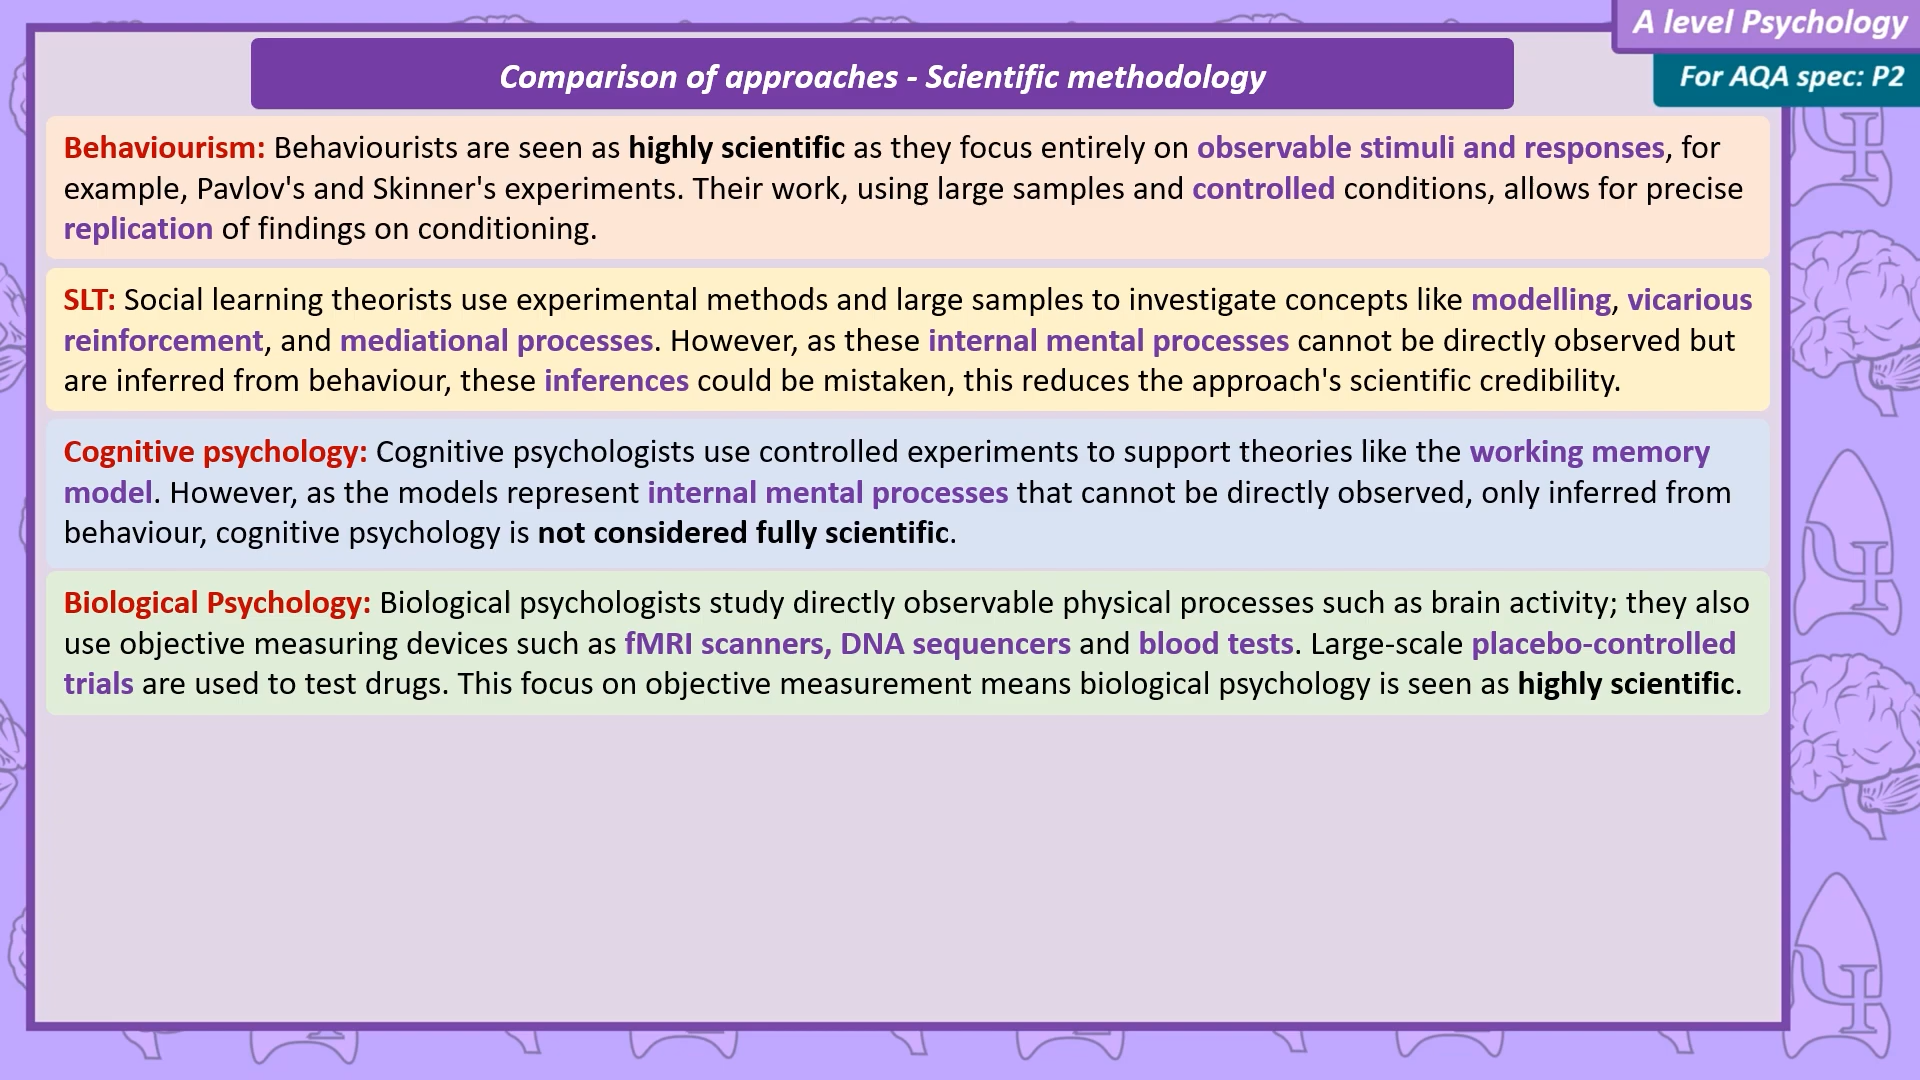 A level Psychology
For AQA spec: P2
Comparison of approaches - Scientific methodology
Behaviourism: Behaviourists are seen as highly scientific as they focus entirely on observable stimuli and responses, for
example, Pavlov's and Skinner's experiments. Their work, using large samples and controlled conditions, allows for precise
replication of findings on conditioning.
SLT: Social learning theorists use experimental methods and large samples to investigate concepts like modelling, vicarious
reinforcement, and mediational processes. However, as these internal mental processes cannot be directly observed but
are inferred from behaviour, these inferences could be mistaken, this reduces the approach's scientific credibility.
Cognitive psychology: Cognitive psychologists use controlled experiments to support theories like the working memory
model. However, as the models represent internal mental processes that cannot be directly observed, only inferred from
behaviour, cognitive psychology is not considered fully scientific.
Biological Psychology: Biological psychologists study directly observable physical processes such as brain activity; they also
use objective measuring devices such as fMRI scanners, DNA sequencers and blood tests. Large-scale placebo-controlled
trials are used to test drugs. This focus on objective measurement means biological psychology is seen as highly scientific.